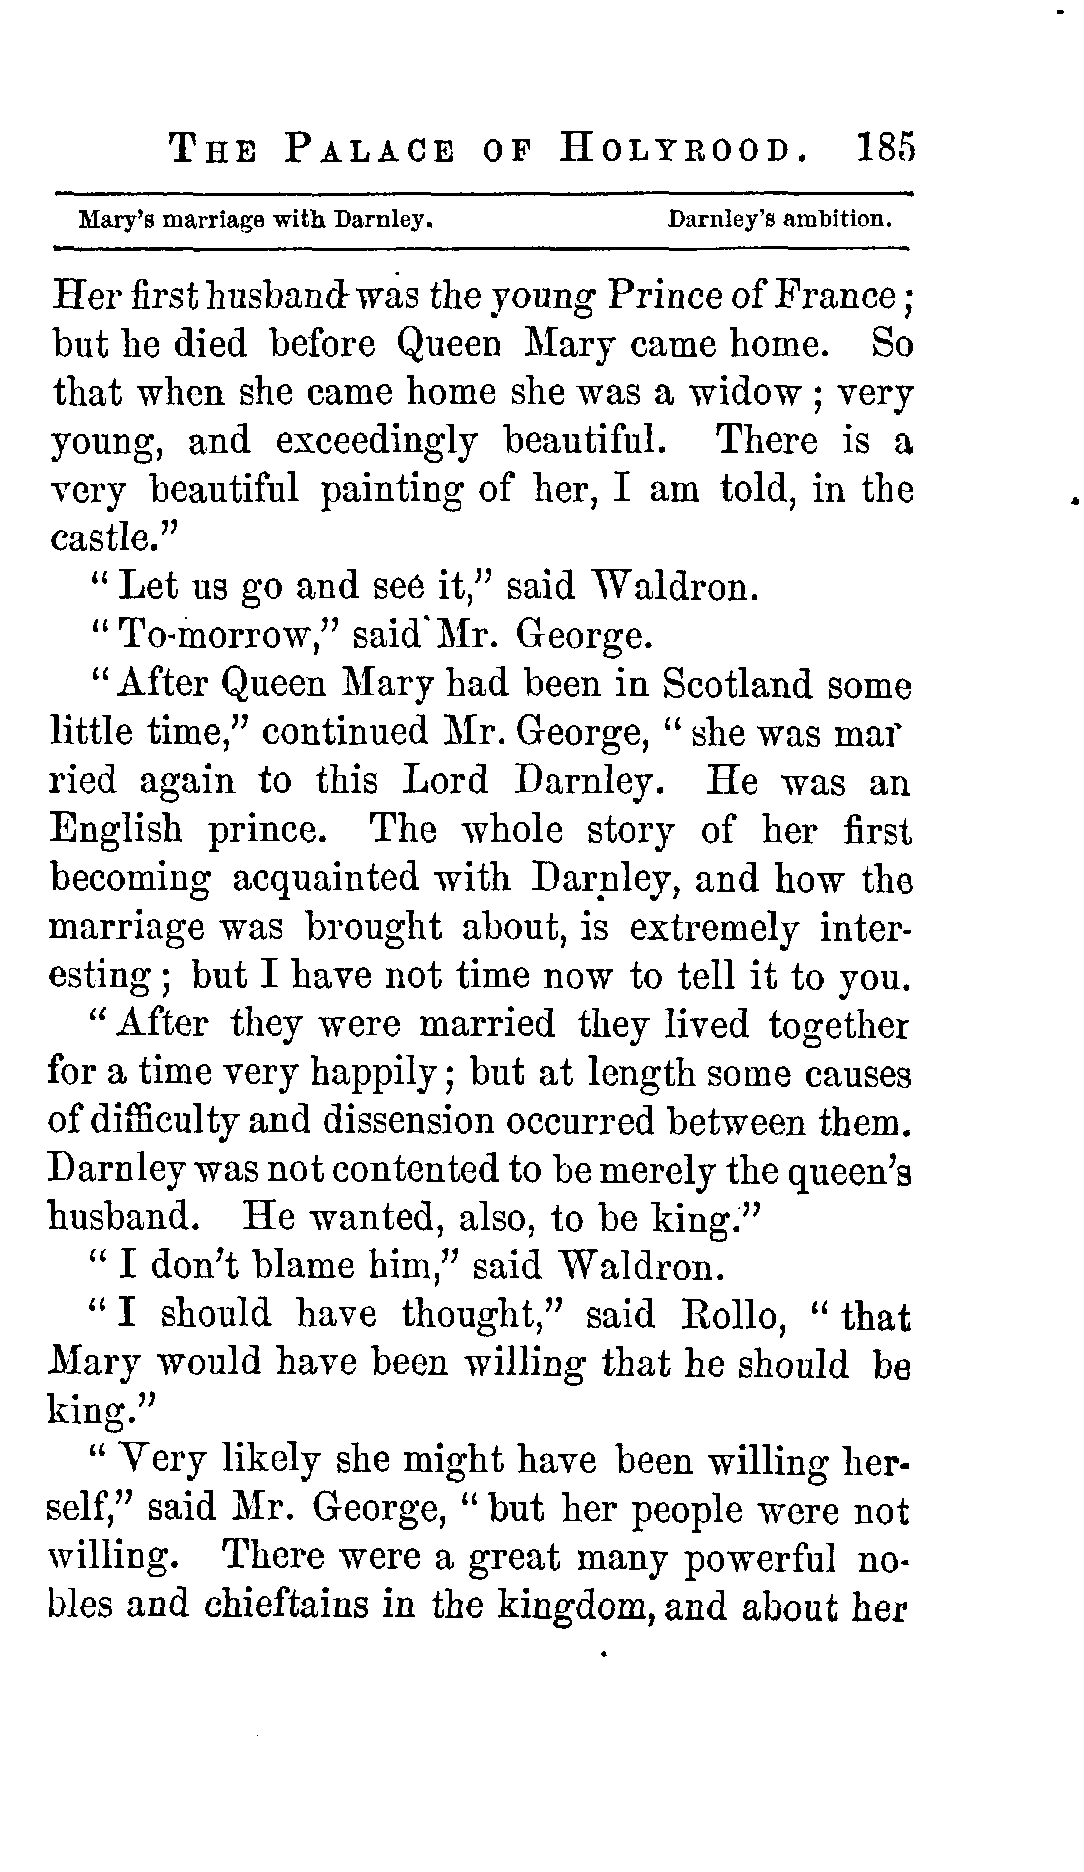 THE PALACE OF HOLYROOD. 185
Mary's marriage with Darnley. Darnley's ambition.
Her first husband was the young Prince of France;
but he died before Queen Mary came home. So
that when she came home she was a widow; very
young, and exceedingly beautiful. There is a
very beautiful painting of her, I am told, in the
castle."
"Let us go and see it," said Waldron.
"To-morrow," said Mr. George.
"After Queen Mary had been in Scotland some
little time," continued Mr. George, "she was mar
ried again to this Lord Darnley. He was an
English prince. The whole story of her first
becoming acquainted with Darnley, and how the
marriage was brought about, is extremely inter-
esting; but I have not time now to tell it to you.
"After they were married they lived together
for a time very happily; but at length some causes
of difficulty and dissension occurred between them.
Darnley was not contented to be merely the queen's
husband. He wanted, also, to be king."
"I don't blame him," said Waldron.
"I should have thought," said Rollo, "that
Mary would have been willing that he should be
king."
"Very likely she might have been willing her-
self," said Mr. George, "but her people were not
willing. There were a great many powerful no-
bles and chieftains in the kingdom, and about her